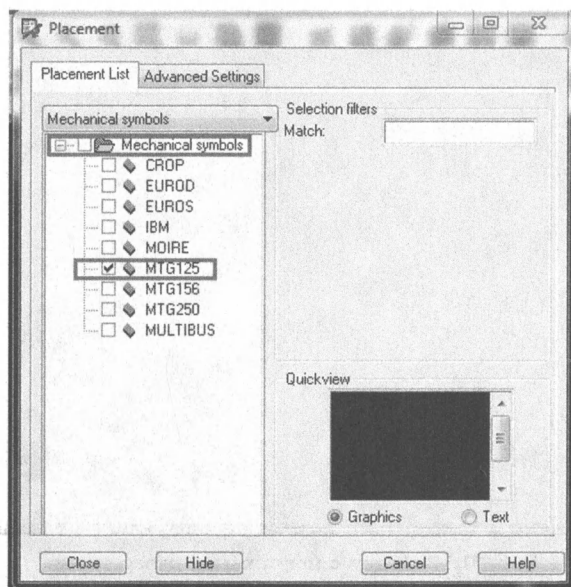 Placement
Placement List Advanced Settings
Mechanical symbols
Mechanical symbols
CROP
EUROD
EUROS
IBM
MOIRE
MTG125
MTG156
MTG250
MULTIBUS
Selection filters
Match:
Quickview
Graphics Text
Close Hide Cancel Help